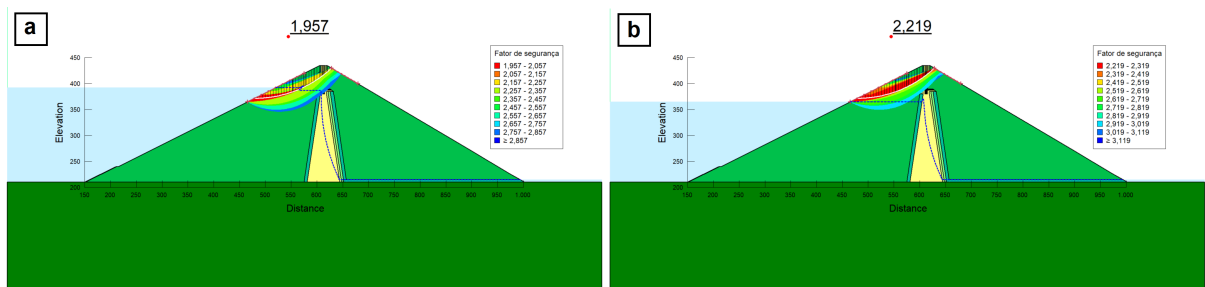 a
1,957
Fator de segurança
1,957 - 2,057
2,057 - 2,157
2,157 - 2,257
2,257 - 2,357
2,357 - 2,457
2,457 - 2,557
2,557 - 2,657
2,657 - 2,757
2,757 - 2,857
≥ 2,857
Elevation
450
400
350
300
250
200
150 200 250 300 350 400 450 500 550 600 650 700 750 800 850 900 950 1.000
Distance
b
2,219
Fator de segurança
2,219 - 2,319
2,319 - 2,419
2,419 - 2,519
2,519 - 2,619
2,619 - 2,719
2,719 - 2,819
2,819 - 2,919
2,919 - 3,019
3,019 - 3,119
≥ 3,119
Elevation
450
400
350
300
250
200
150 200 250 300 350 400 450 500 550 600 650 700 750 800 850 900 950 1.000
Distance